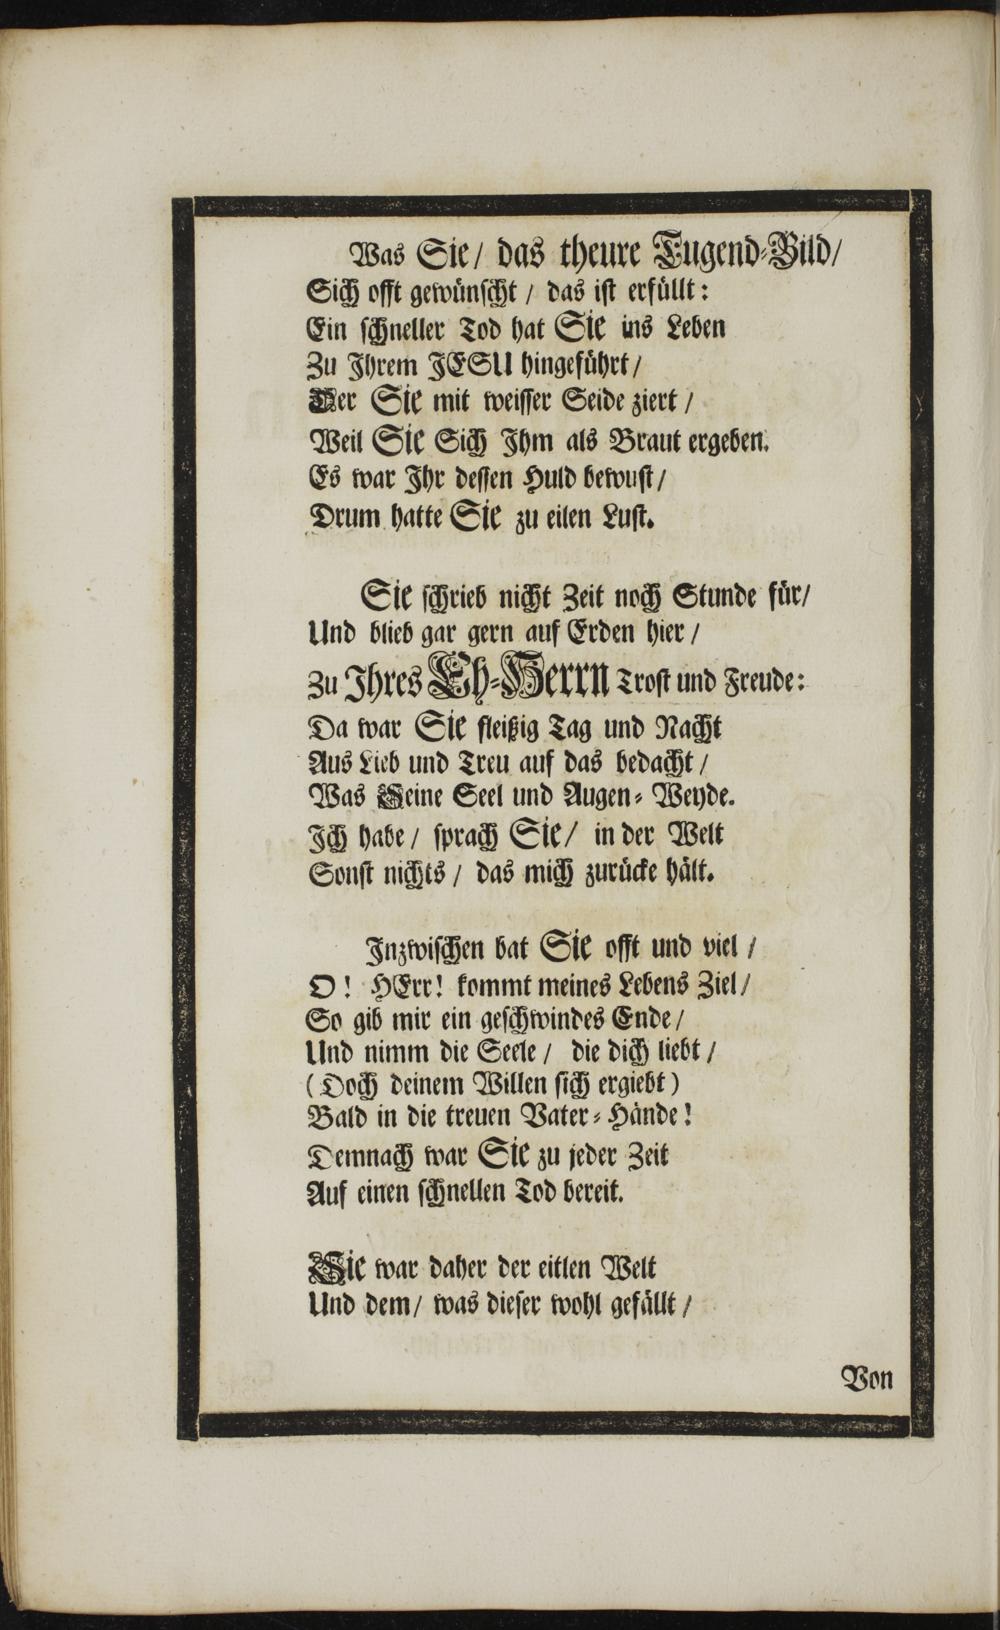 Was Sie/ das theure Tugend-Bild/
Sich offt gewünscht / das ist erfüllt:
Ein schneller Tod hat Sie ins Leben
Zu Ihrem JESU hingeführt /
Der Sie mit weisser Seide ziert /
Weil Sie Sich Ihm als Braut ergeben.
Es war Ihr dessen Huld bewust /
Drum hatte Sie zu eilen Lust.
Sie schrieb nicht Zeit noch Stunde für/
Und blieb gar gern auf Erden hier /
Zu Ihres Eh-Herrn Trost und Freude:
Da war Sie fleißig Tag und Nacht
Aus Lieb und Treu auf das bedacht /
Was Seine Seel und Augen-Weyde.
Ich habe / sprach Sie/ in der Welt
Sonst nichts / das mich zurücke hält.
Inzwischen bat Sie offt und viel /
O! HErr! kommt meines Lebens Ziel/
So gib mir ein geschwindes Ende /
Und nimm die Seele / die dich liebt /
(Doch deinem Willen sich ergiebt)
Bald in die treuen Vater-Hände!
Demnach war Sie zu jeder Zeit
Auf einen schnellen Tod bereit.
Sie war daher der eitlen Welt
Und dem/ was dieser wohl gefällt /
Von